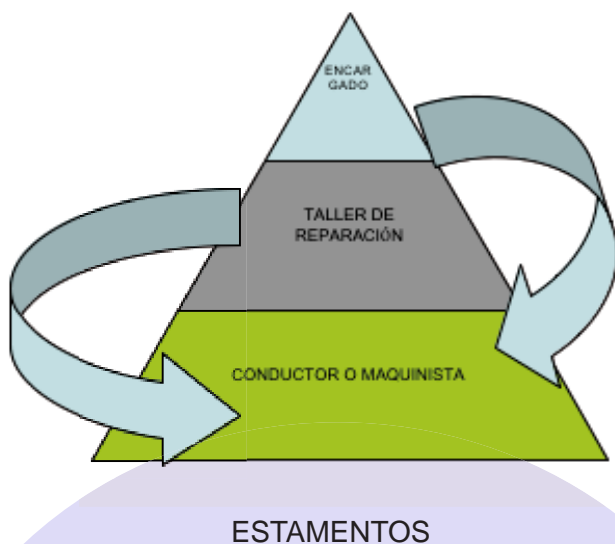 ENCAR
GADO
TALLER DE
REPARACIÓN
CONDUCTOR O MAQUINISTA
ESTAMENTOS